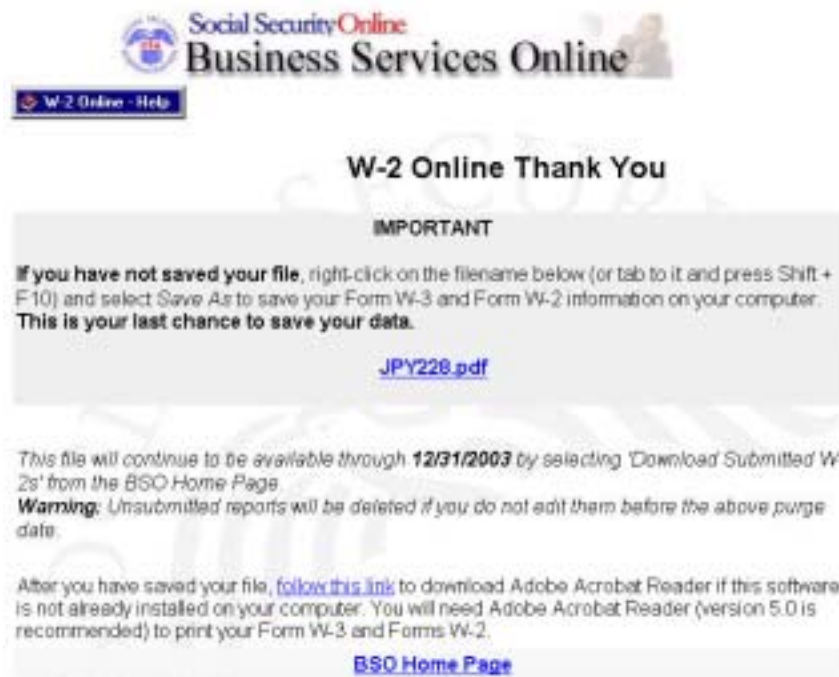 Social Security Online
Business Services Online
W-2 Online - Help
W-2 Online Thank You
IMPORTANT
If you have not saved your file, right-click on the filename below (or tab to it and press Shift +
F10) and select Save As to save your Form W-3 and Form W-2 information on your computer.
This is your last chance to save your data.
JPY228.pdf
This file will continue to be available through 12/31/2003 by selecting 'Download Submitted W-
2s' from the BSO Home Page.
Warning: Unsubmitted reports will be deleted if you do not edit them before the above purge
date.
After you have saved your file, follow this link to download Adobe Acrobat Reader if this software
is not already installed on your computer. You will need Adobe Acrobat Reader (version 5.0 is
recommended) to print your Form W-3 and Forms W-2.
BSO Home Page